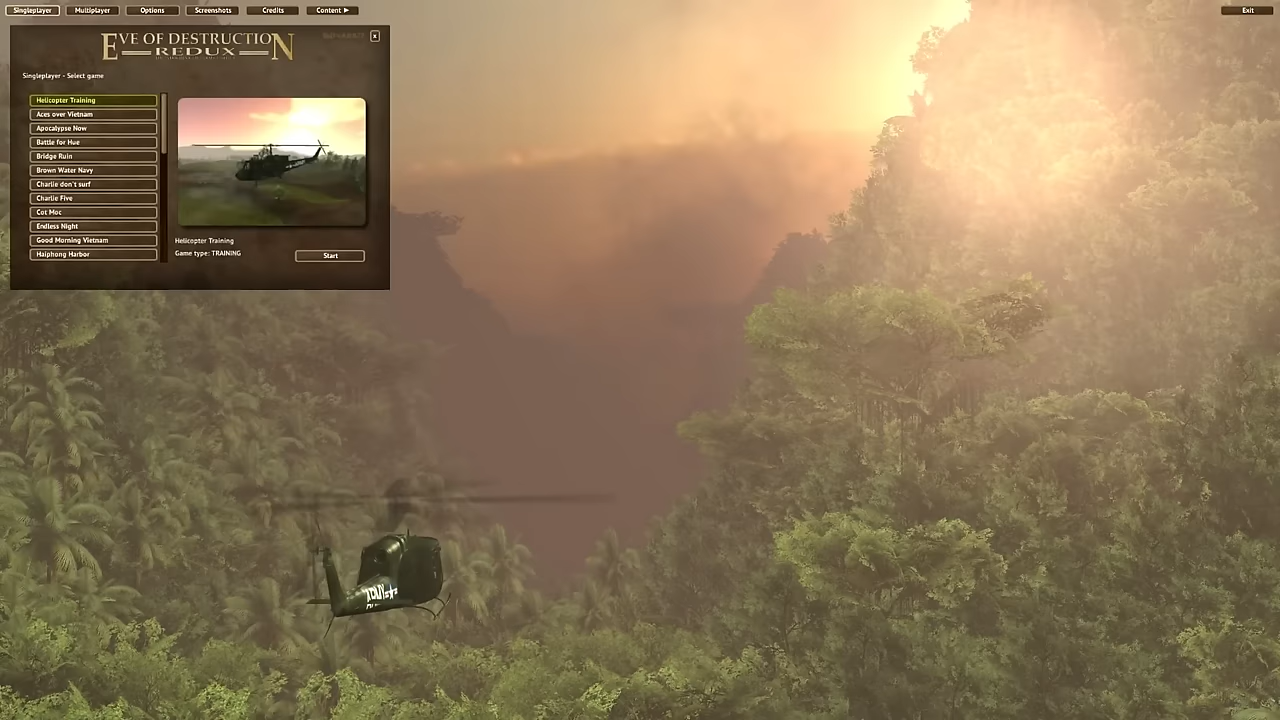 Singleplayer Multiplayer Options Screenshots Credits Content Exit
EVE OF DESTRUCTION
REDUX
x
Singleplayer - Select game
Helicopter Training
Aces over Vietnam
Apocalypse Now
Battle for Hue
Bridge Ruin
Brown Water Navy
Charlie don't surf
Charlie Five
Cot Moc
Endless Night
Good Morning Vietnam
Haiphong Harbor
Helicopter Training
Game type: TRAINING
Start
ARMY